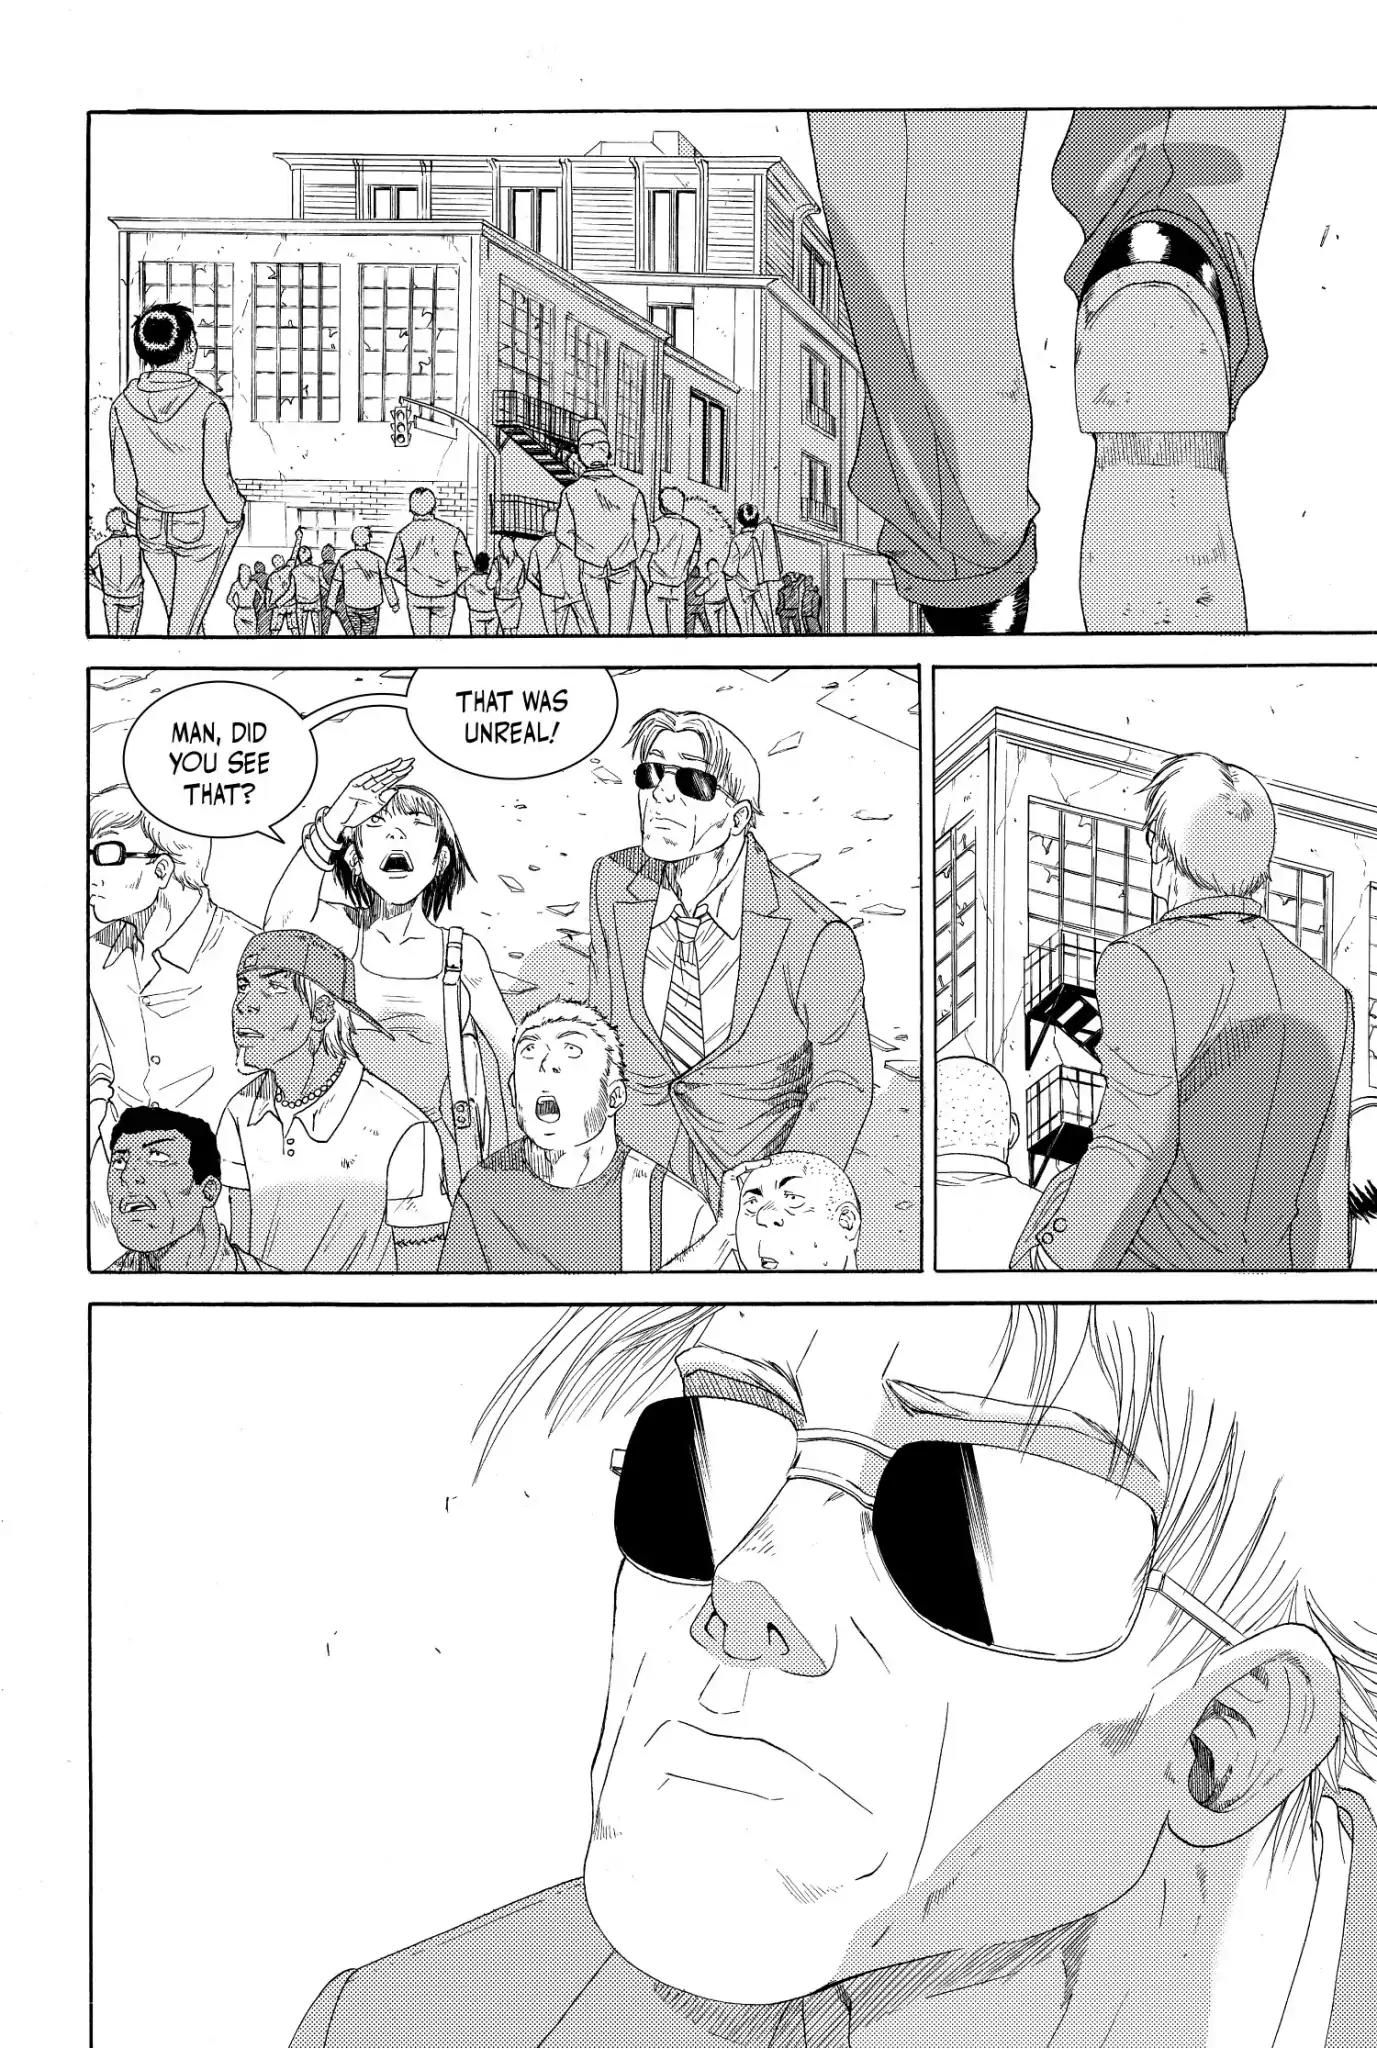 MAN, DID
YOU SEE
THAT?
THAT WAS
UNREAL!